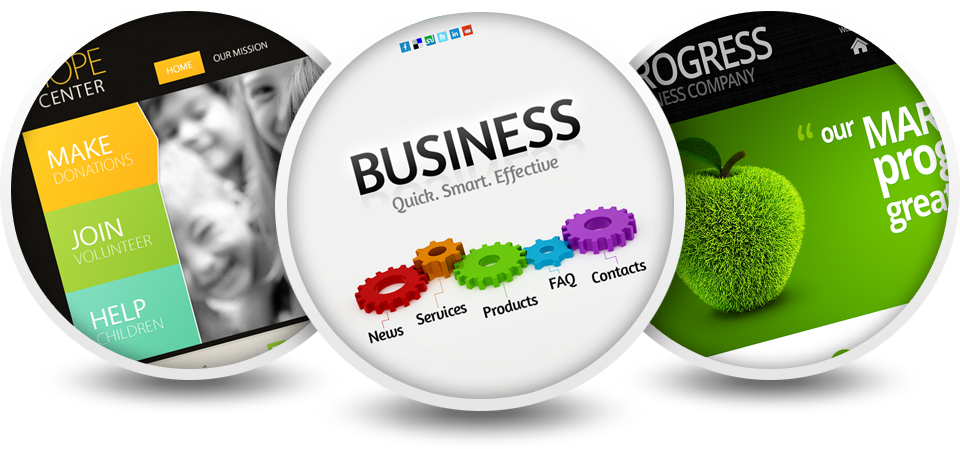 CENTER
HOME
OUR MISSION
MAKE
DONATIONS
JOIN
VOLUNTEER
HELP
CHILDREN
BUSINESS
Quick. Smart. Effective
News
Services
Products
FAQ
Contacts
ROGRESS
NESS COMPANY
“ our MAR
prog
grea